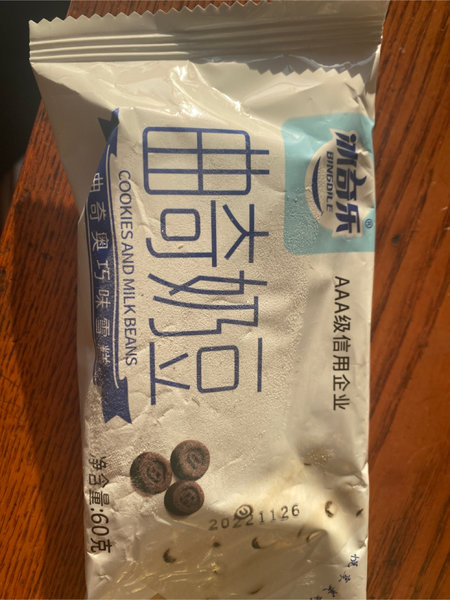 冰奇乐
BINGDILE
®
AAA级信用企业
曲奇奶豆
COOKIES AND MILK BEANS
曲奇奥巧味雪糕
净含量:60克
20221126